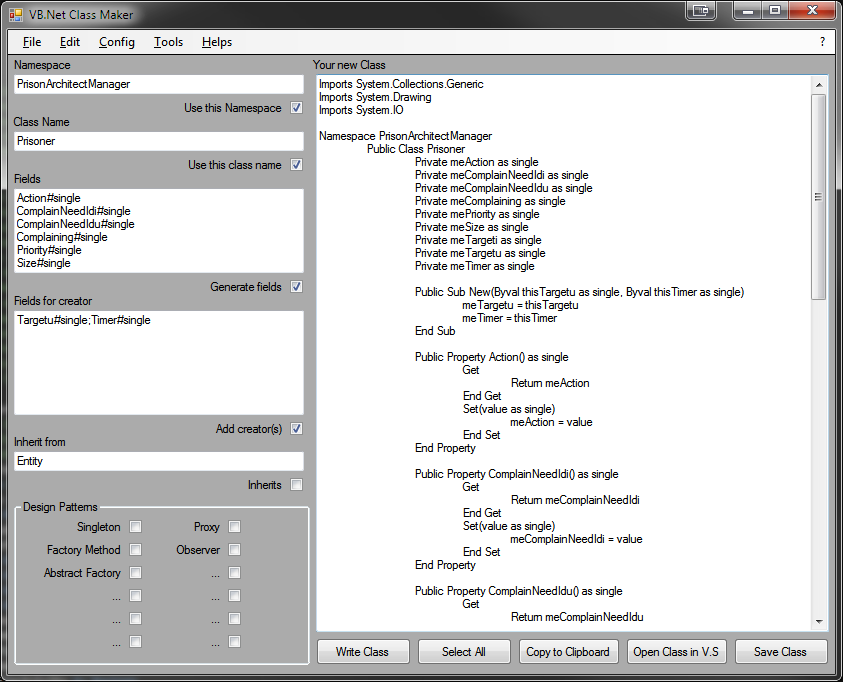 VB.Net Class Maker
File Edit Config Tools Helps ?
Namespace
PrisonArchitectManager
Use this Namespace
Class Name
Prisoner
Use this class name
Fields
Action#single
ComplainNeedIdi#single
ComplainNeedIdu#single
Complaining#single
Priority#single
Size#single
Generate fields
Fields for creator
Targetu#single;Timer#single
Add creator(s)
Inherit from
Entity
Inherits
Design Patterns
Singleton Proxy
Factory Method Observer
Abstract Factory ...
... ...
... ...
... ...
Your new Class
Imports System.Collections.Generic
Imports System.Drawing
Imports System.IO
Namespace PrisonArchitectManager
Public Class Prisoner
Private meAction as single
Private meComplainNeedIdi as single
Private meComplainNeedIdu as single
Private meComplaining as single
Private mePriority as single
Private meSize as single
Private meTargeti as single
Private meTargetu as single
Private meTimer as single
Public Sub New(Byval thisTargetu as single, Byval thisTimer as single)
meTargetu = thisTargetu
meTimer = thisTimer
End Sub
Public Property Action() as single
Get
Return meAction
End Get
Set(value as single)
meAction = value
End Set
End Property
Public Property ComplainNeedIdi() as single
Get
Return meComplainNeedIdi
End Get
Set(value as single)
meComplainNeedIdi = value
End Set
End Property
Public Property ComplainNeedIdu() as single
Get
Return meComplainNeedIdu
Write Class Select All Copy to Clipboard Open Class in V.S Save Class